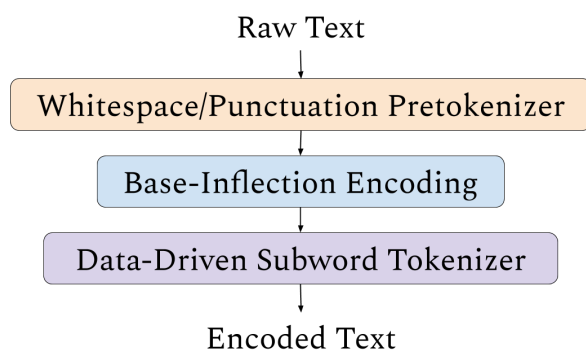 Raw Text
Whitespace/Punctuation Pretokenizer
Base-Inflection Encoding
Data-Driven Subword Tokenizer
Encoded Text